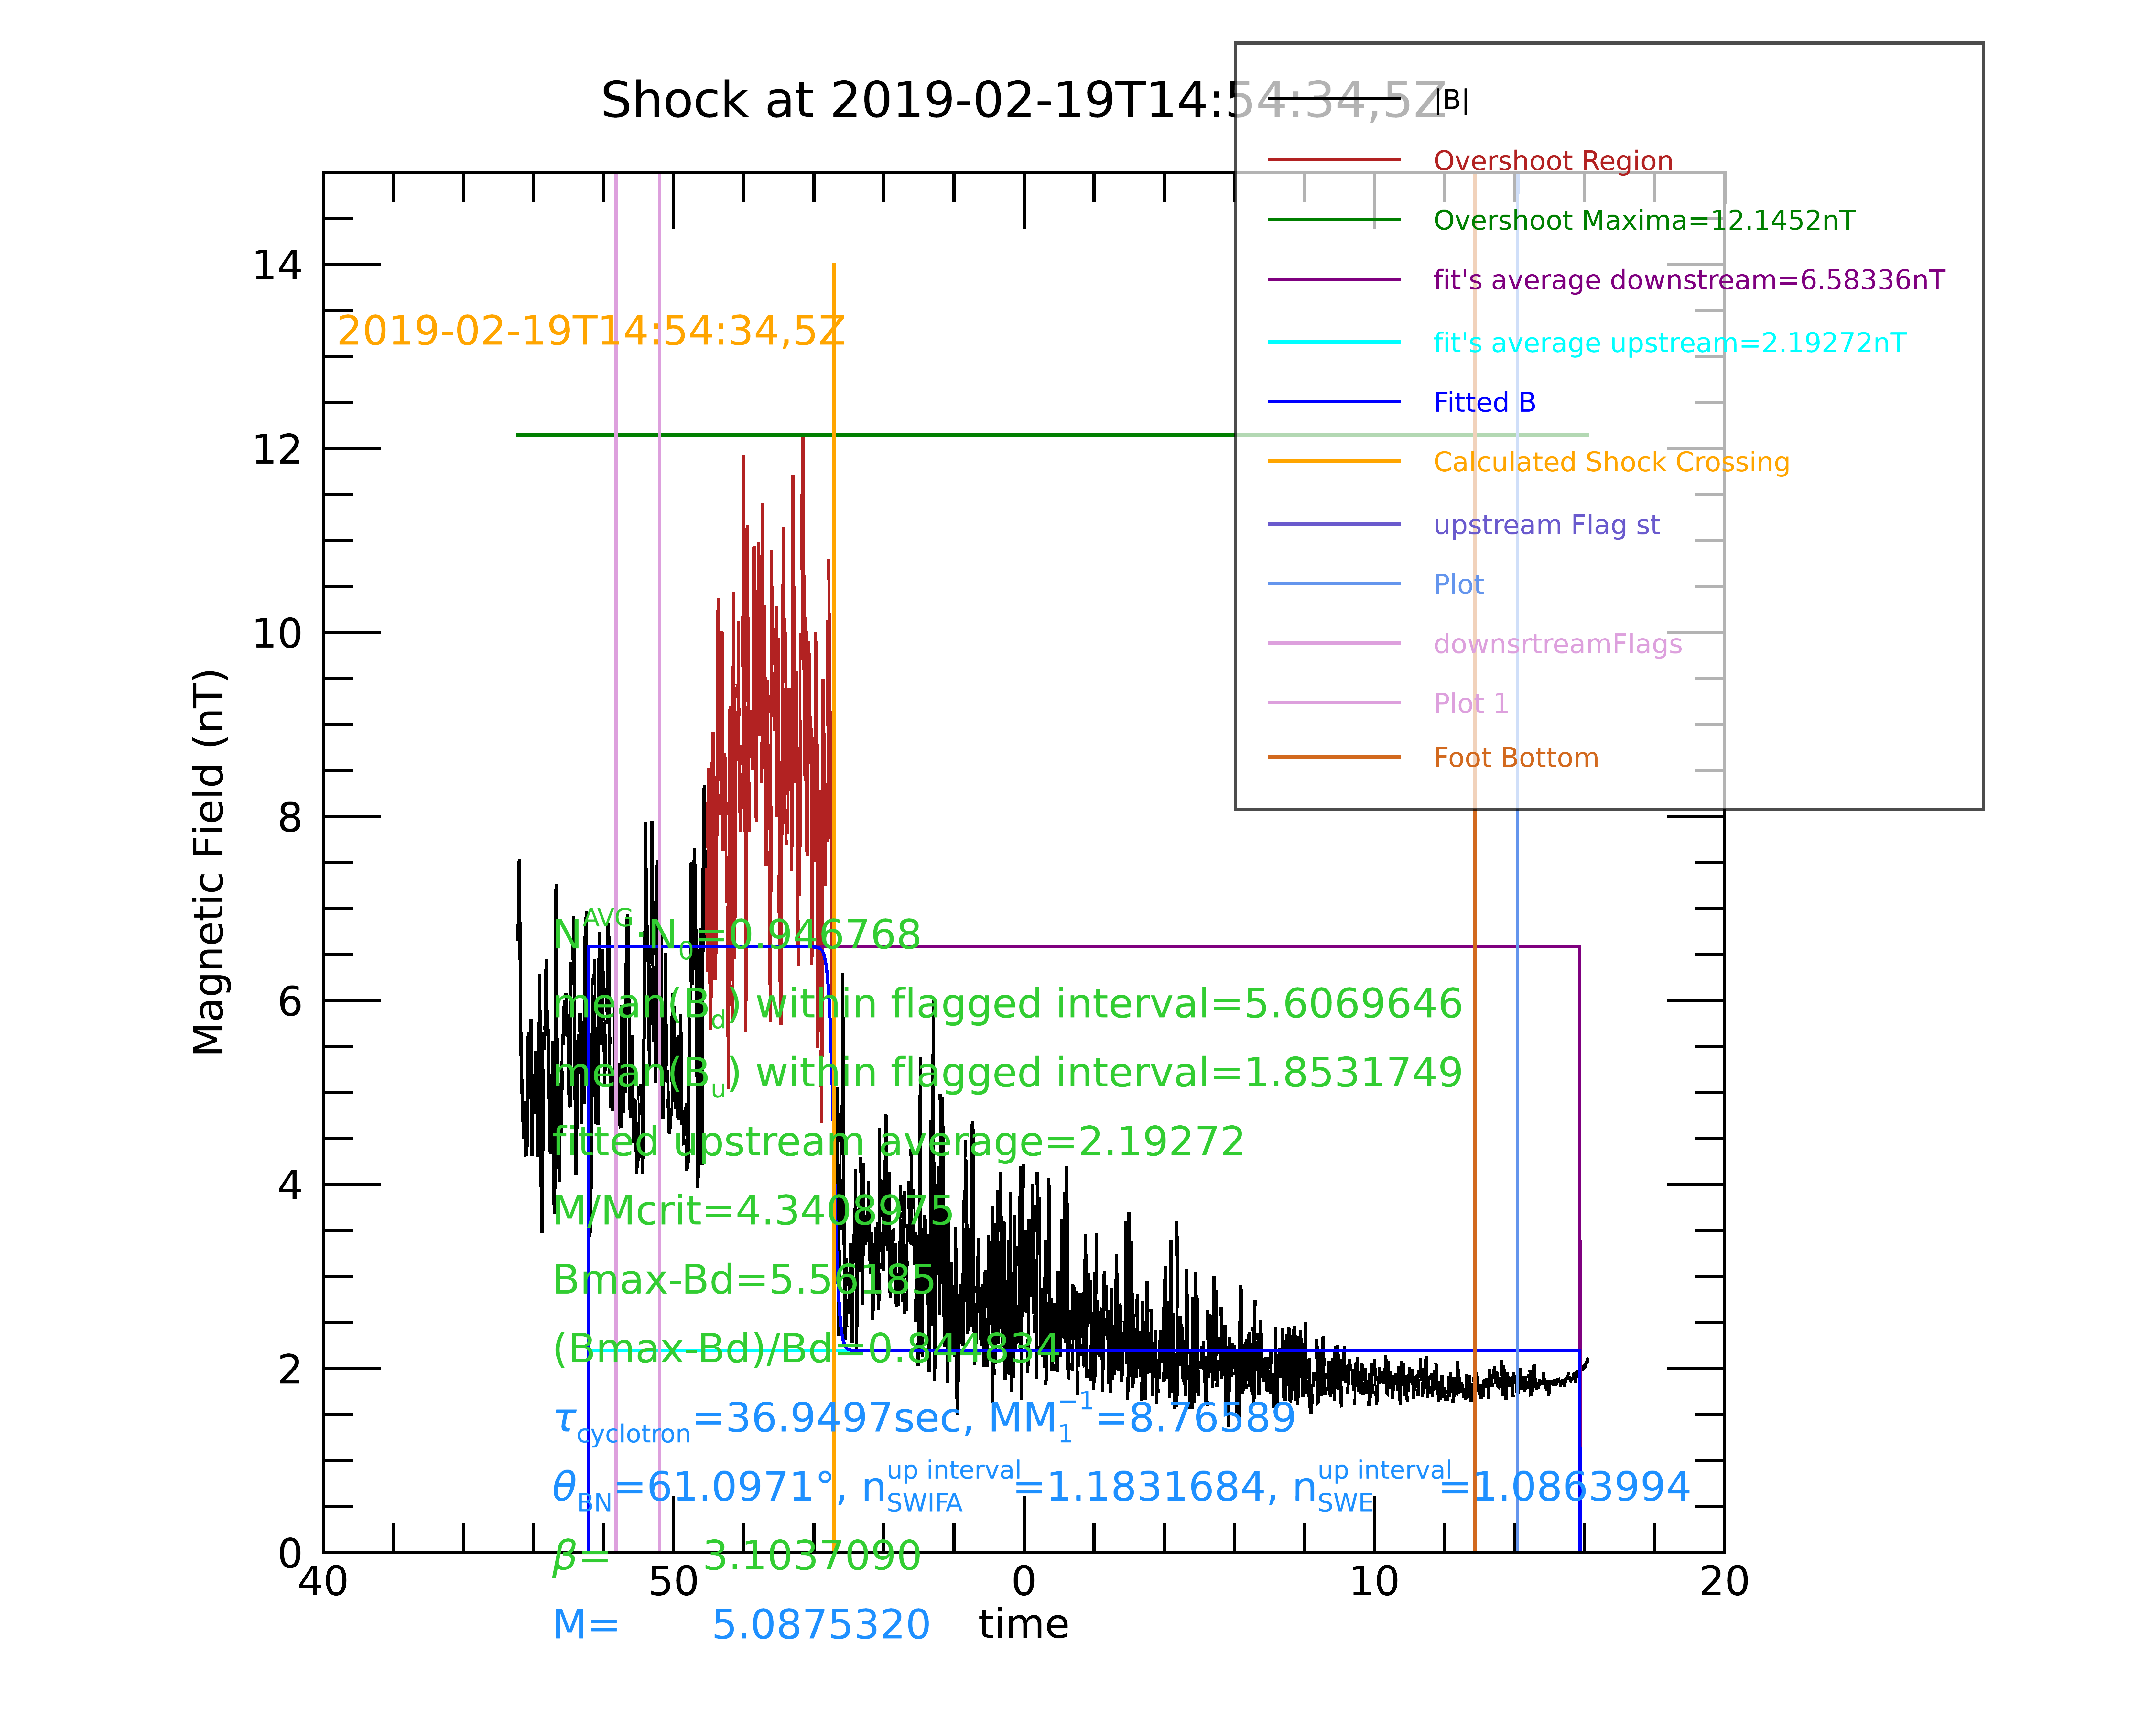 Shock at 2019-02-19T14:54:34,5Z
|B|
Overshoot Region
Overshoot Maxima=12.1452nT
fit's average downstream=6.58336nT
fit's average upstream=2.19272nT
Fitted B
Calculated Shock Crossing
upstream Flag st
Plot
downsrtreamFlags
Plot 1
Foot Bottom
2019-02-19T14:54:34,5Z
Magnetic Field (nT)
14
12
10
8
6
4
2
0
N^AVG·N_0=0.946768
mean(B_d) within flagged interval=5.6069646
mean(B_u) within flagged interval=1.8531749
fitted upstream average=2.19272
M/Mcrit=4.3408975
Bmax-Bd=5.56185
(Bmax-Bd)/Bd=0.844834
τ_cyclotron=36.9497sec, MM_1^−1=8.76589
θ_BN=61.0971°, n_SWIFA^up interval=1.1831684, n_SWE^up interval=1.0863994
β= 3.1037090
M= 5.0875320
40 50 0 10 20
time